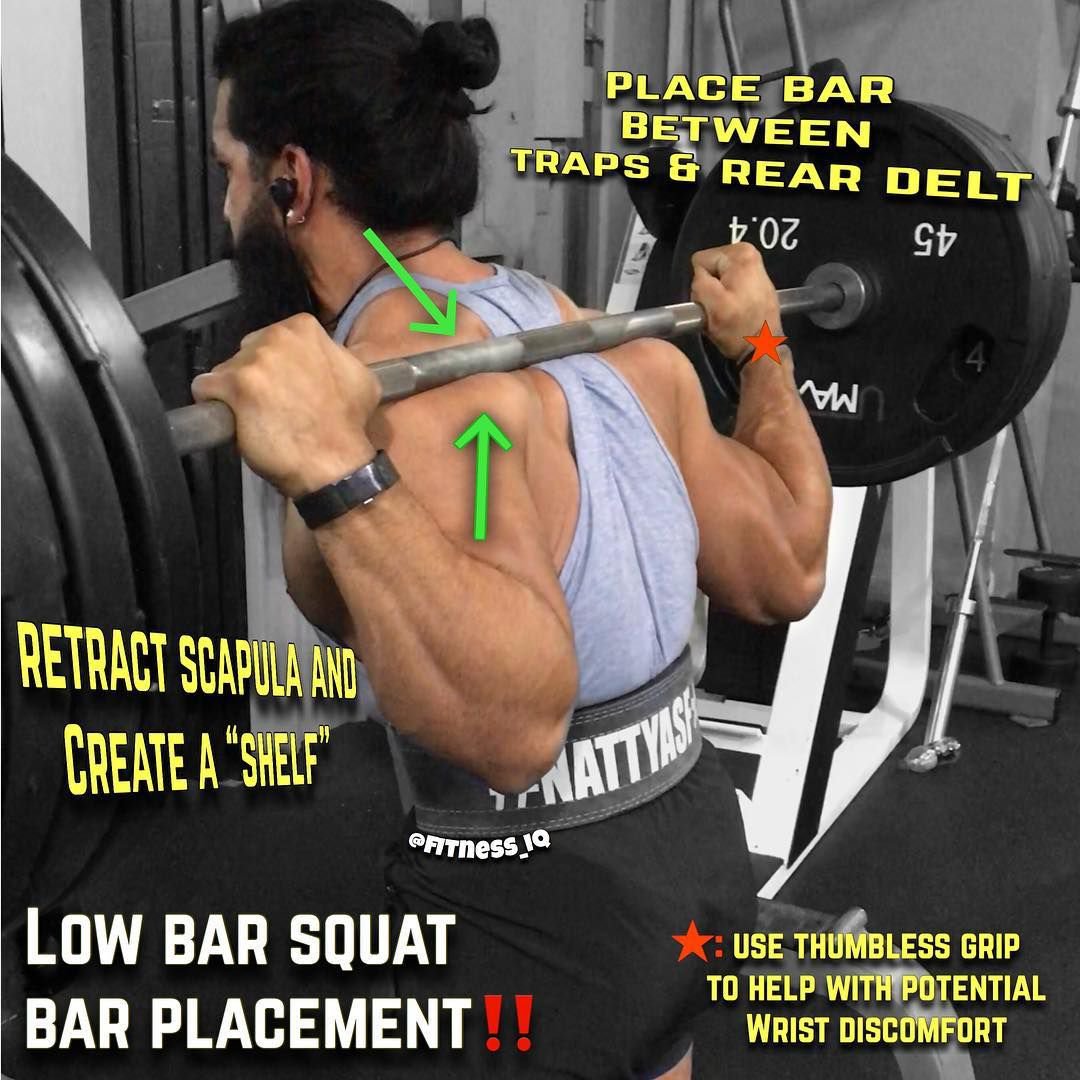 PLACE BAR
BETWEEN
TRAPS & REAR DELT
20.4
45
4
RETRACT SCAPULA AND
CREATE A "SHELF"
NATTYASF
@FITNESS_IQ
LOW BAR SQUAT
BAR PLACEMENT‼️
★: USE THUMBLESS GRIP
TO HELP WITH POTENTIAL
WRIST DISCOMFORT